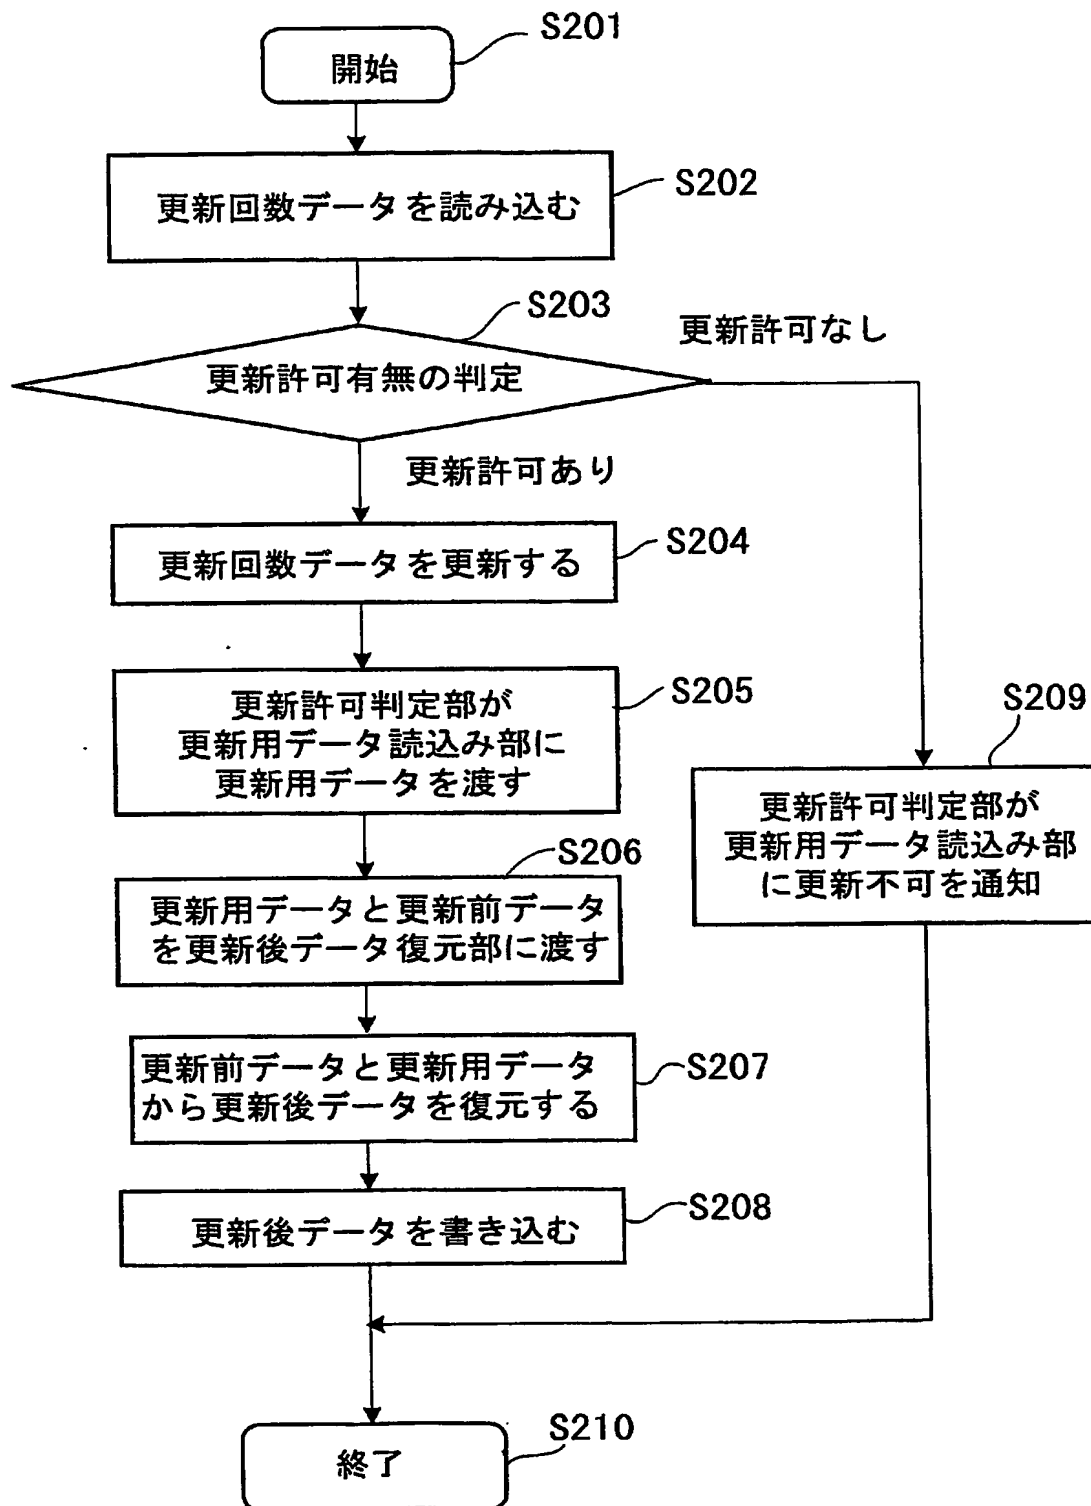 S201
開始
S202
更新回数データを読み込む
S203
更新許可なし
更新許可有無の判定
更新許可あり
S204
更新回数データを更新する
S205
更新許可判定部が
更新用データ読込み部に
更新用データを渡す
S209
更新許可判定部が
更新用データ読込み部
に更新不可を通知
S206
更新用データと更新前データ
を更新後データ復元部に渡す
S207
更新前データと更新用データ
から更新後データを復元する
S208
更新後データを書き込む
S210
終了